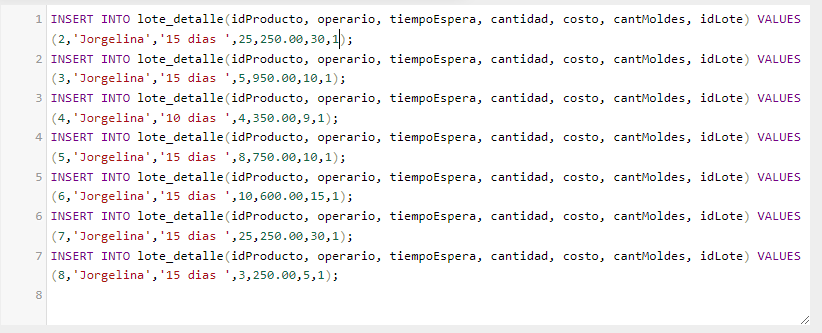 1 INSERT INTO lote_detalle(idProducto, operario, tiempoEspera, cantidad, costo, cantMoldes, idLote) VALUES
(2,'Jorgelina','15 dias ',25,250.00,30,1);
2 INSERT INTO lote_detalle(idProducto, operario, tiempoEspera, cantidad, costo, cantMoldes, idLote) VALUES
(3,'Jorgelina','15 dias ',5,950.00,10,1);
3 INSERT INTO lote_detalle(idProducto, operario, tiempoEspera, cantidad, costo, cantMoldes, idLote) VALUES
(4,'Jorgelina','10 dias ',4,350.00,9,1);
4 INSERT INTO lote_detalle(idProducto, operario, tiempoEspera, cantidad, costo, cantMoldes, idLote) VALUES
(5,'Jorgelina','15 dias ',8,750.00,10,1);
5 INSERT INTO lote_detalle(idProducto, operario, tiempoEspera, cantidad, costo, cantMoldes, idLote) VALUES
(6,'Jorgelina','15 dias ',10,600.00,15,1);
6 INSERT INTO lote_detalle(idProducto, operario, tiempoEspera, cantidad, costo, cantMoldes, idLote) VALUES
(7,'Jorgelina','15 dias ',25,250.00,30,1);
7 INSERT INTO lote_detalle(idProducto, operario, tiempoEspera, cantidad, costo, cantMoldes, idLote) VALUES
(8,'Jorgelina','15 dias ',3,250.00,5,1);
8